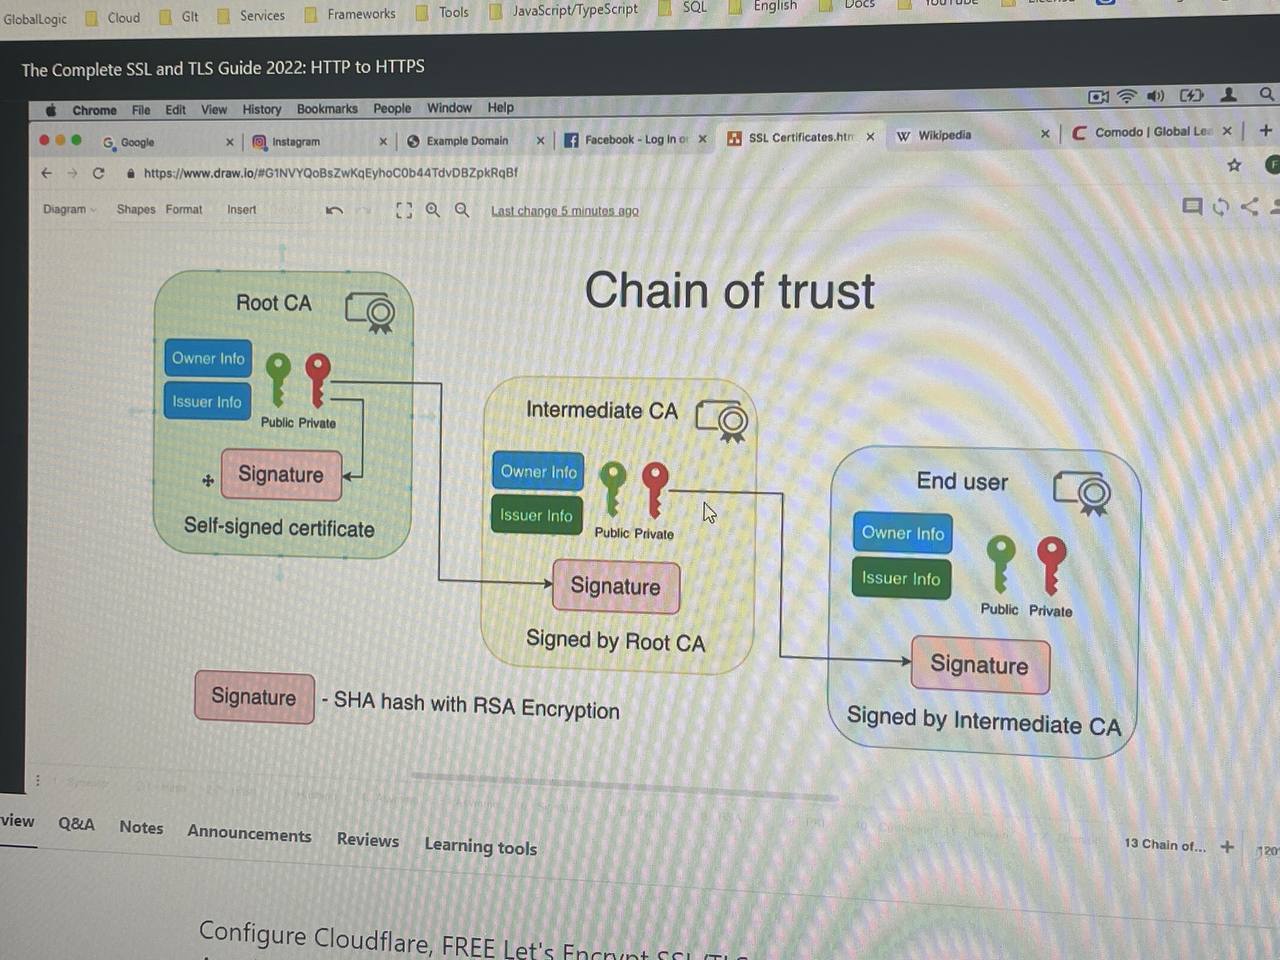 GlobalLogic Cloud GIt Services Frameworks Tools JavaScript/TypeScript SQL English Docs YouTube
The Complete SSL and TLS Guide 2022: HTTP to HTTPS
Chrome File Edit View History Bookmarks People Window Help
Google Instagram Example Domain Facebook - Log In or SSL Certificates.htm Wikipedia Comodo | Global Lea
https://www.draw.io/#G1NVYQoBsZwKqEyhoC0b44TdvDBZpkRqBf
Diagram Shapes Format Insert Last change 5 minutes ago
Chain of trust
Root CA
Owner Info
Issuer Info
Public Private
Signature
Self-signed certificate
Intermediate CA
Owner Info
Issuer Info
Public Private
Signature
Signed by Root CA
End user
Owner Info
Issuer Info
Public Private
Signature
Signed by Intermediate CA
Signature - SHA hash with RSA Encryption
view Q&A Notes Announcements Reviews Learning tools
13 Chain of...
Configure Cloudflare, FREE Let's Encrypt SSL/TLS